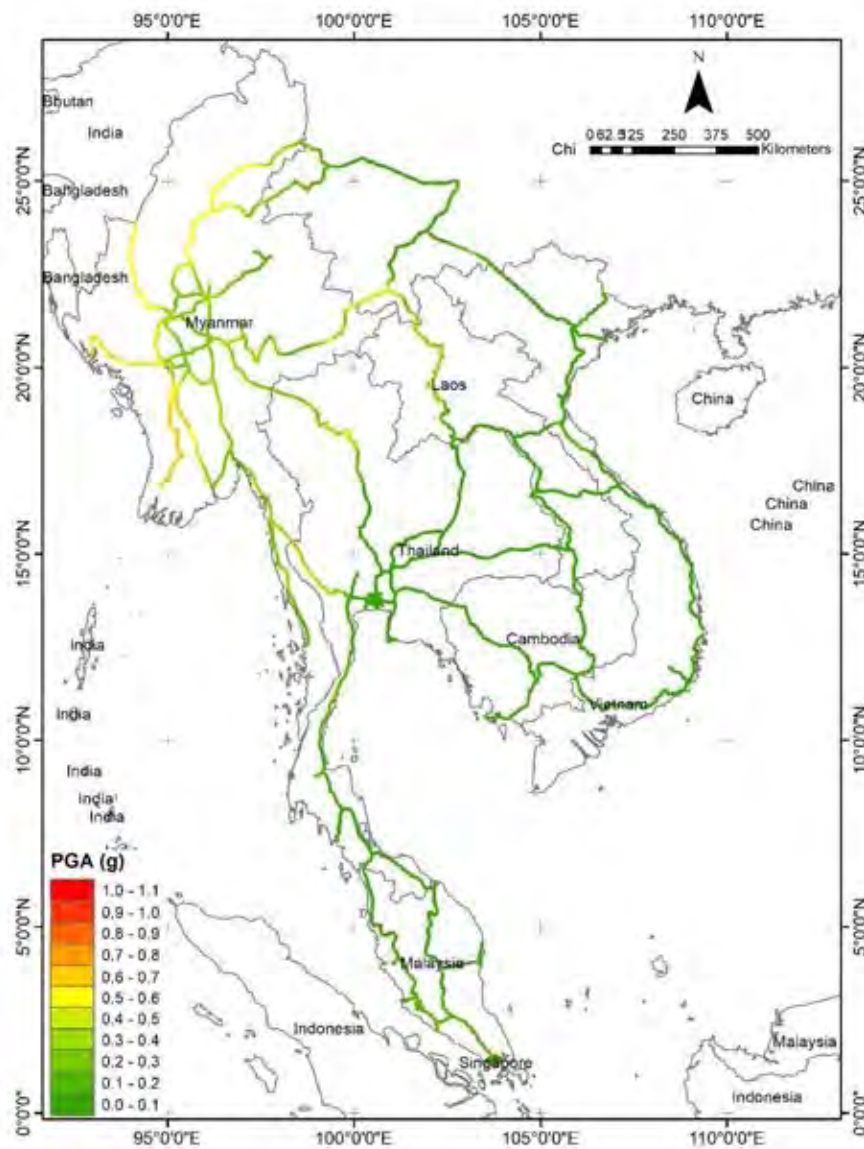 95°0'0"E 100°0'0"E 105°0'0"E 110°0'0"E
N
Bhutan
India
Chi 0 62.5 125 250 375 500 Kilometers
25°0'0"N 25°0'0"N
Bangladesh
Bangladesh
Myanmar
20°0'0"N 20°0'0"N
Laos
China
China
China
China
15°0'0"N 15°0'0"N
Thailand
India
Cambodia
India
Vietnam
10°0'0"N 10°0'0"N
India
India
India
PGA (g)
1.0 - 1.1
0.9 - 1.0
0.8 - 0.9
0.7 - 0.8
0.6 - 0.7
0.5 - 0.6
0.4 - 0.5
0.3 - 0.4
0.2 - 0.3
0.1 - 0.2
0.0 - 0.1
5°0'0"N 5°0'0"N
Malaysia
Indonesia
Malaysia
Singapore
Indonesia
0°0'0" 0°0'0"
95°0'0"E 100°0'0"E 105°0'0"E 110°0'0"E